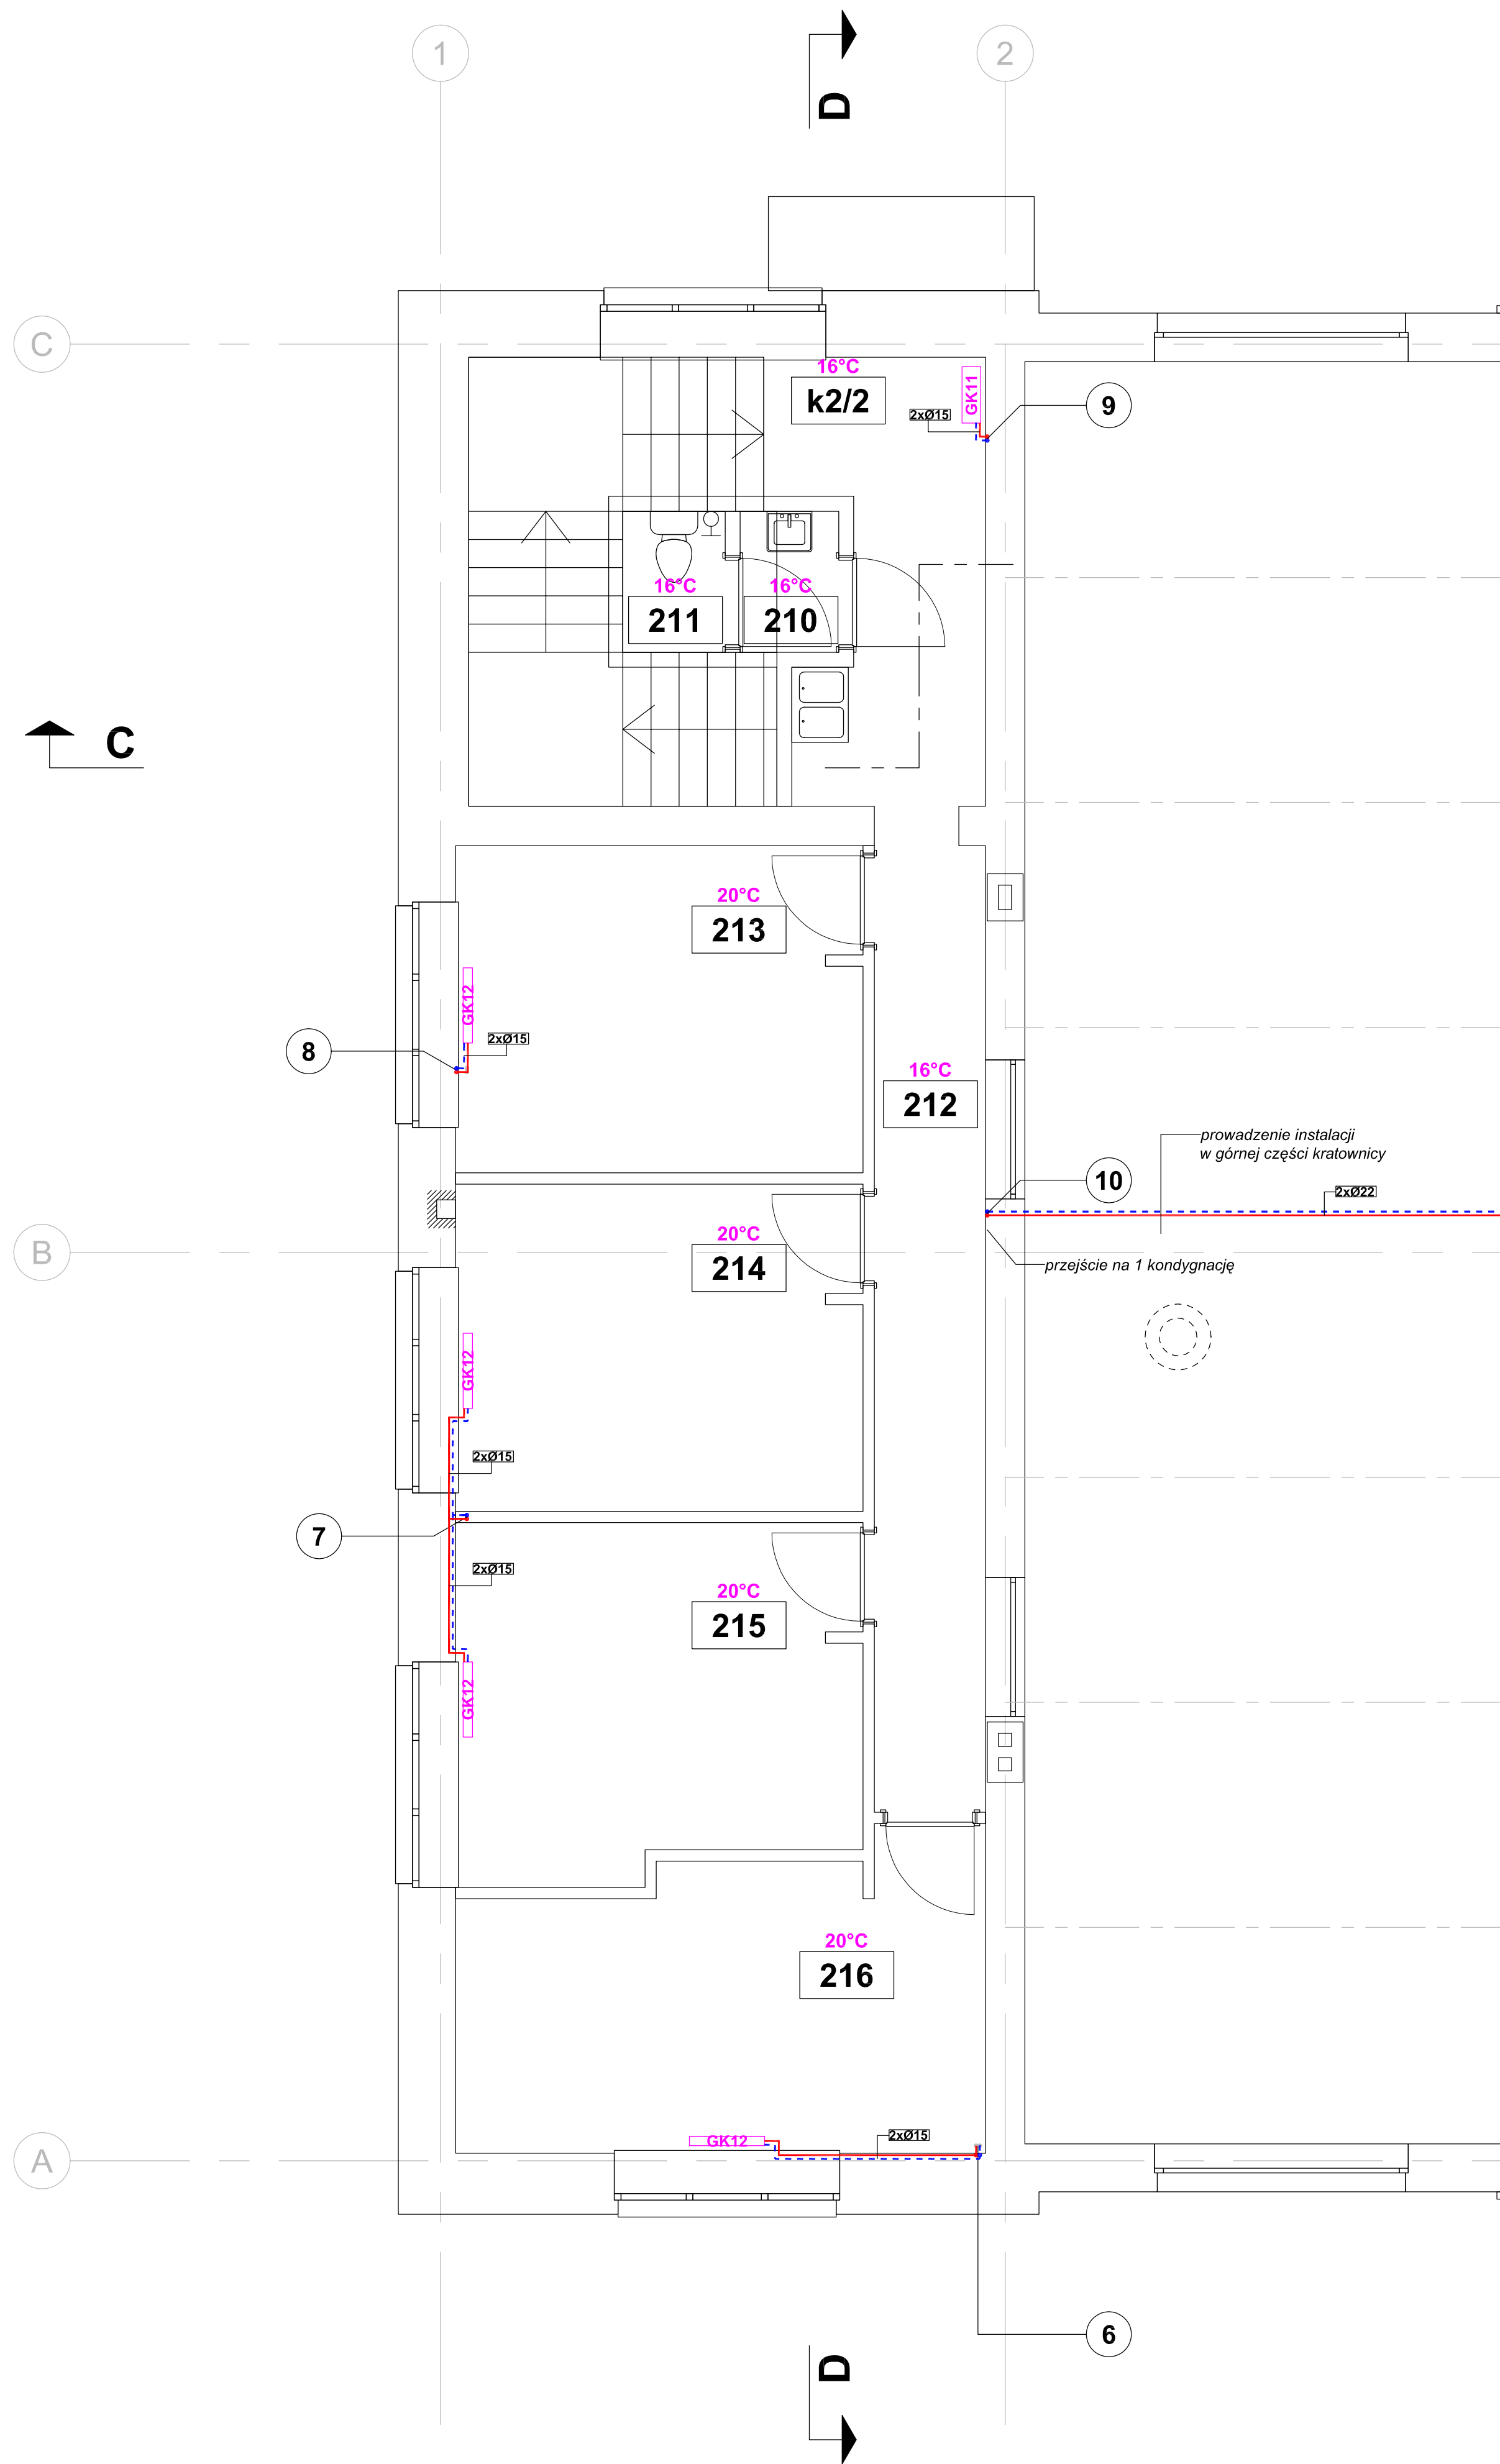 1
D
2
C
16°C
k2/2
GK11
2xØ15
9
16°C
211
16°C
210
C
20°C
213
GK12
2xØ15
8
16°C
212
prowadzenie instalacji
w górnej części kratownicy
10
2xØ22
B
20°C
214
przejście na 1 kondygnację
GK12
2xØ15
7
2xØ15
20°C
215
GK12
20°C
216
GK12
2xØ15
A
6
D